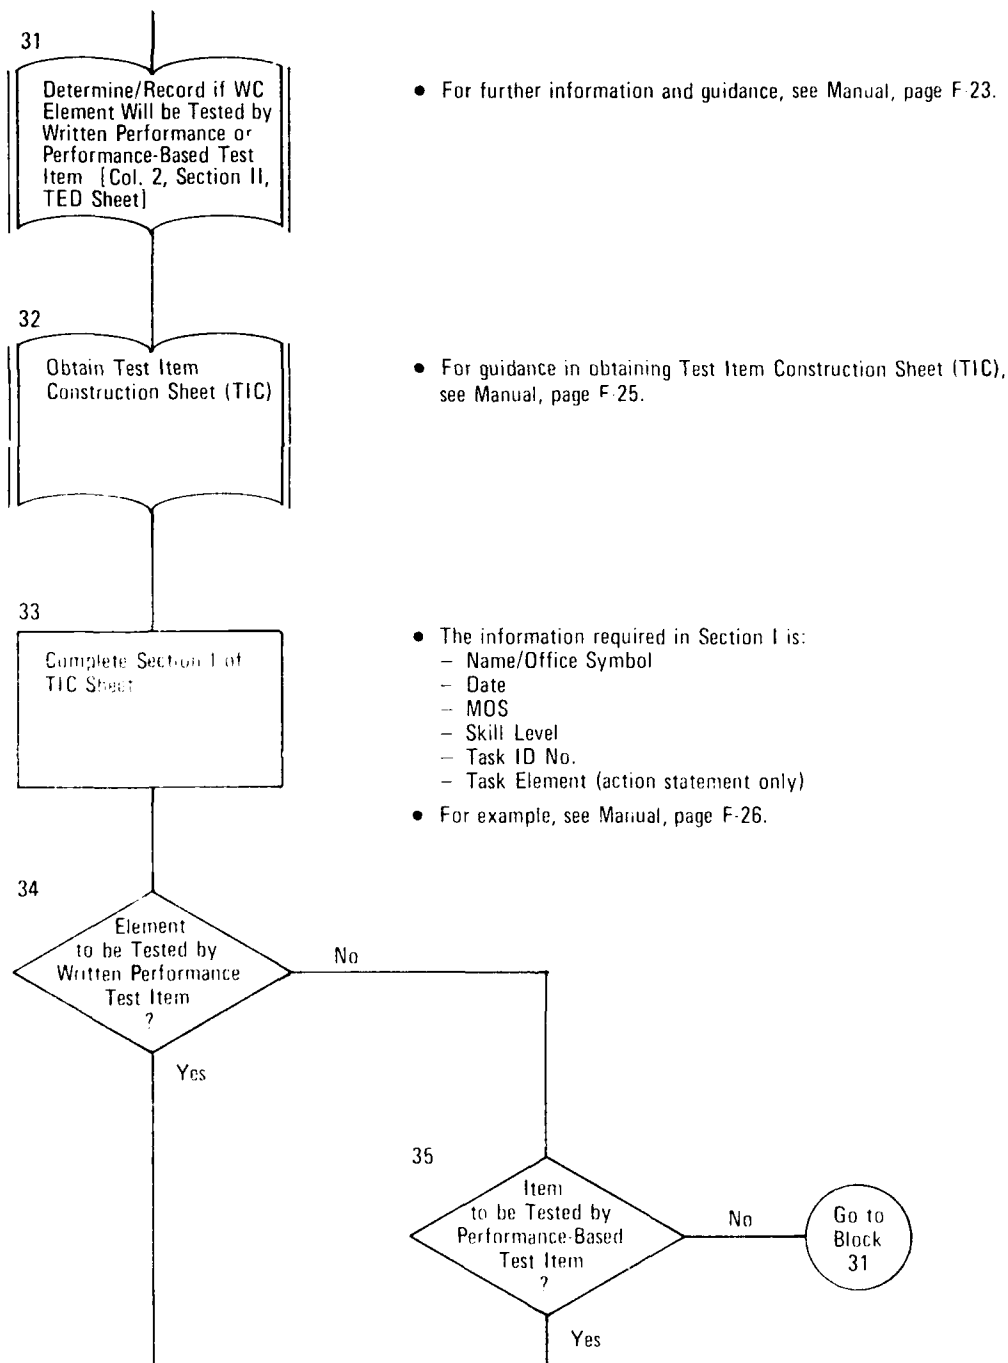 31
Determine/Record if WC
Element Will be Tested by
Written Performance or
Performance-Based Test
Item [Col. 2, Section II,
TED Sheet]
● For further information and guidance, see Manual, page F-23.
32
Obtain Test Item
Construction Sheet (TIC)
● For guidance in obtaining Test Item Construction Sheet (TIC),
see Manual, page F-25.
33
Complete Section I of
TIC Sheet
● The information required in Section I is:
– Name/Office Symbol
– Date
– MOS
– Skill Level
– Task ID No.
– Task Element (action statement only)
● For example, see Manual, page F-26.
34
Element
to be Tested by
Written Performance
Test Item
?
No
Yes
35
Item
to be Tested by
Performance-Based
Test Item
?
No
Go to
Block
31
Yes